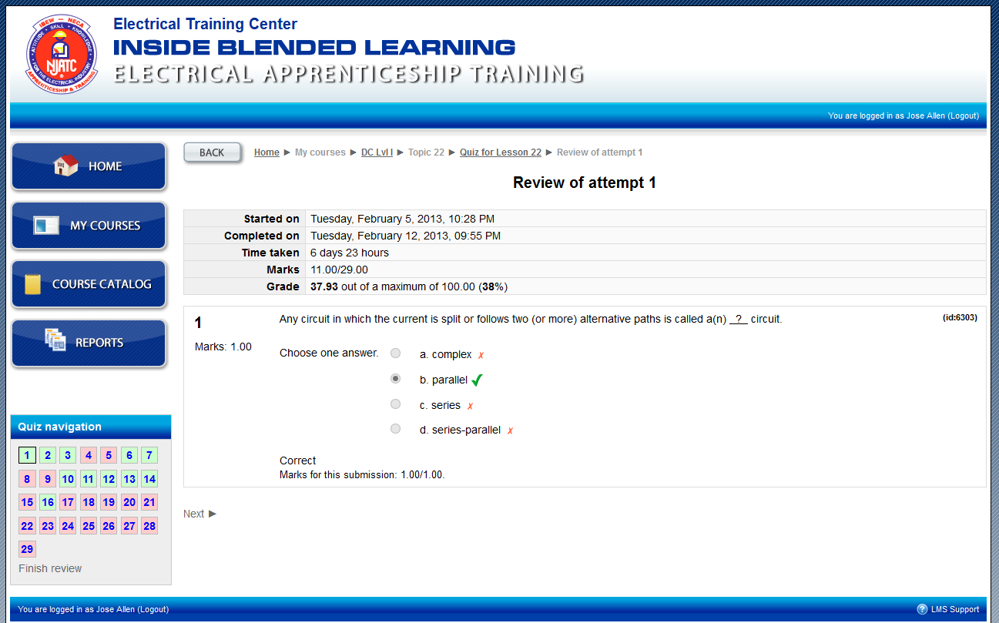 IBEW – NECA
ATTITUDE • SKILL • KNOWLEDGE
NJATC
FOR THE ELECTRICAL INDUSTRY
APPRENTICESHIP & TRAINING
Electrical Training Center
INSIDE BLENDED LEARNING
ELECTRICAL APPRENTICESHIP TRAINING
You are logged in as Jose Allen (Logout)
HOME
MY COURSES
COURSE CATALOG
REPORTS
BACK Home ► My courses ► DC Lvl I ► Topic 22 ► Quiz for Lesson 22 ► Review of attempt 1
Review of attempt 1
Started on Tuesday, February 5, 2013, 10:28 PM
Completed on Tuesday, February 12, 2013, 09:55 PM
Time taken 6 days 23 hours
Marks 11.00/29.00
Grade 37.93 out of a maximum of 100.00 (38%)
1
Marks: 1.00
Any circuit in which the current is split or follows two (or more) alternative paths is called a(n) _?_ circuit. (id:6303)
Choose one answer.
a. complex ✗
b. parallel ✓
c. series ✗
d. series-parallel ✗
Correct
Marks for this submission: 1.00/1.00.
Next ►
Quiz navigation
1 2 3 4 5 6 7
8 9 10 11 12 13 14
15 16 17 18 19 20 21
22 23 24 25 26 27 28
29
Finish review
You are logged in as Jose Allen (Logout)
? LMS Support